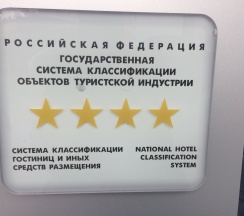 РОССИЙСКАЯ ФЕДЕРАЦИЯ
ГОСУДАРСТВЕННАЯ
СИСТЕМА КЛАССИФИКАЦИИ
ОБЪЕКТОВ ТУРИСТСКОЙ ИНДУСТРИИ
СИСТЕМА КЛАССИФИКАЦИИ
ГОСТИНИЦ И ИНЫХ
СРЕДСТВ РАЗМЕЩЕНИЯ
NATIONAL HOTEL
CLASSIFICATION
SYSTEM